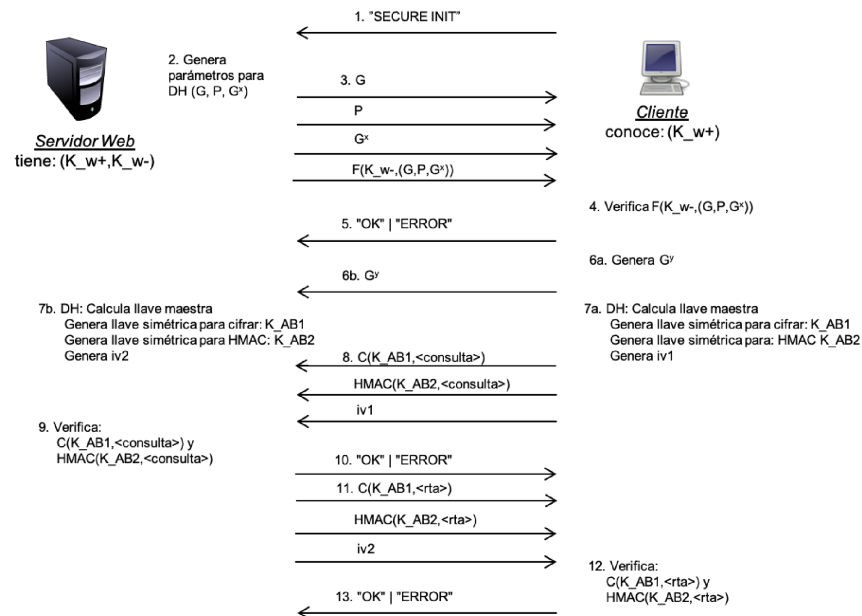 1. "SECURE INIT"
2. Genera
parámetros para
DH (G, P, Gˣ)
3. G
P
Gˣ
F(K_w-,(G,P,Gˣ))
Servidor Web
tiene: (K_w+,K_w-)
Cliente
conoce: (K_w+)
4. Verifica F(K_w-,(G,P,Gˣ))
5. "OK" | "ERROR"
6a. Genera Gʸ
6b. Gʸ
7b. DH: Calcula llave maestra
Genera llave simétrica para cifrar: K_AB1
Genera llave simétrica para HMAC: K_AB2
Genera iv2
7a. DH: Calcula llave maestra
Genera llave simétrica para cifrar: K_AB1
Genera llave simétrica para: HMAC K_AB2
Genera iv1
8. C(K_AB1,<consulta>)
HMAC(K_AB2,<consulta>)
iv1
9. Verifica:
C(K_AB1,<consulta>) y
HMAC(K_AB2,<consulta>)
10. "OK" | "ERROR"
11. C(K_AB1,<rta>)
HMAC(K_AB2,<rta>)
iv2
12. Verifica:
C(K_AB1,<rta>) y
HMAC(K_AB2,<rta>)
13. "OK" | "ERROR"